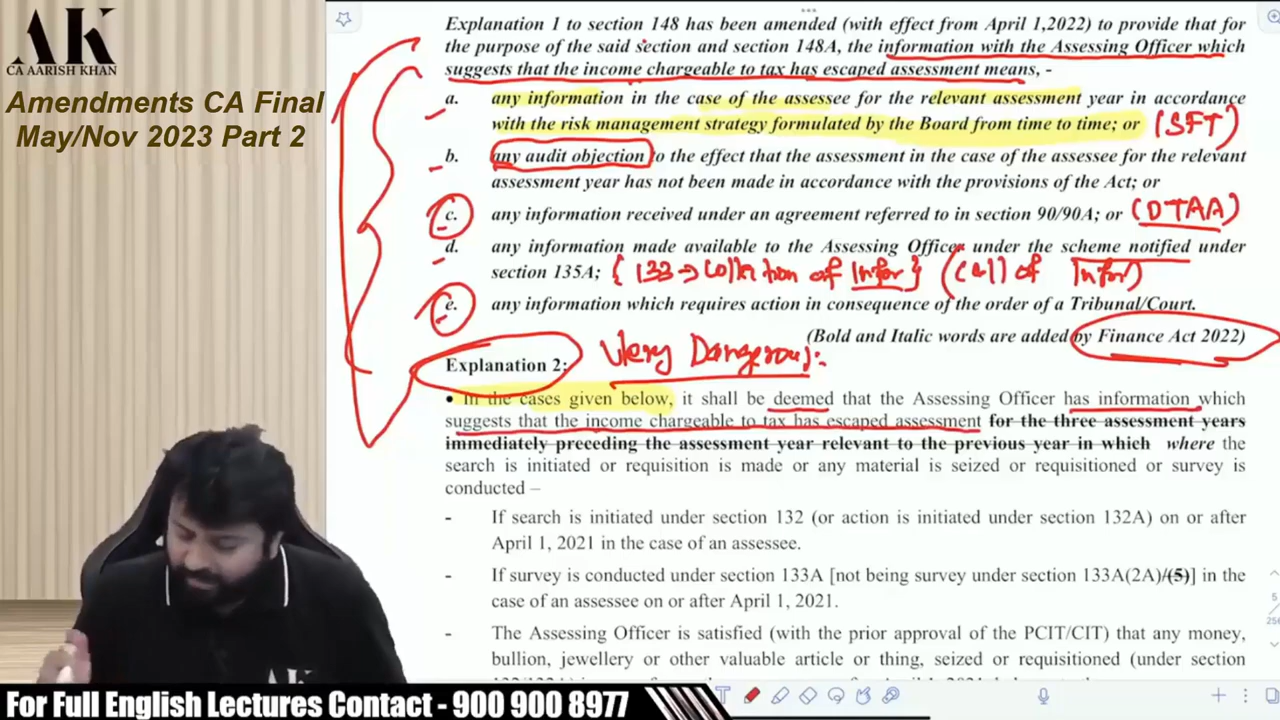 AK
CA AARISH KHAN
Amendments CA Final
May/Nov 2023 Part 2
Explanation 1 to section 148 has been amended (with effect from April 1,2022) to provide that for
the purpose of the said section and section 148A, the information with the Assessing Officer which
suggests that the income chargeable to tax has escaped assessment means, -
a. any information in the case of the assessee for the relevant assessment year in accordance
with the risk management strategy formulated by the Board from time to time; or (SFT)
b. any audit objection to the effect that the assessment in the case of the assessee for the relevant
assessment year has not been made in accordance with the provisions of the Act; or
c. any information received under an agreement referred to in section 90/90A; or (DTAA)
d. any information made available to the Assessing Officer under the scheme notified under
section 135A; {133 → Collection of Infor} (Call of Infor)
e. any information which requires action in consequence of the order of a Tribunal/Court.
(Bold and Italic words are added by Finance Act 2022)
Explanation 2: Very Dangerous:-
• In the cases given below, it shall be deemed that the Assessing Officer has information which
suggests that the income chargeable to tax has escaped assessment for the three assessment years
immediately preceding the assessment year relevant to the previous year in which where the
search is initiated or requisition is made or any material is seized or requisitioned or survey is
conducted –
- If search is initiated under section 132 (or action is initiated under section 132A) on or after
April 1, 2021 in the case of an assessee.
- If survey is conducted under section 133A [not being survey under section 133A(2A)/(5)] in the
case of an assessee on or after April 1, 2021.
- The Assessing Officer is satisfied (with the prior approval of the PCIT/CIT) that any money,
bullion, jewellery or other valuable article or thing, seized or requisitioned (under section
AK
For Full English Lectures Contact - 900 900 8977